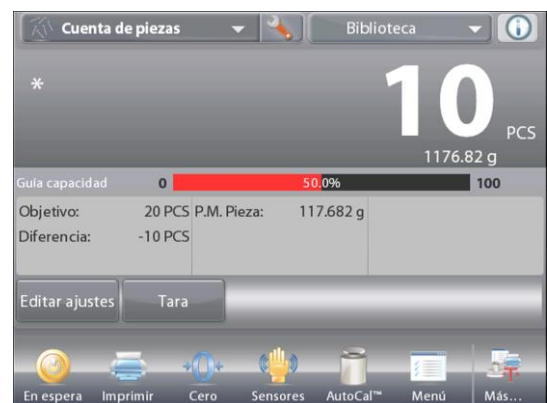 Cuenta de piezas Biblioteca
*
10 PCS
1176.82 g
Guía capacidad 0 50.0% 100
Objetivo: 20 PCS P.M. Pieza: 117.682 g
Diferencia: -10 PCS
Editar ajustes Tara
En espera Imprimir Cero Sensores AutoCal™ Menú Más...